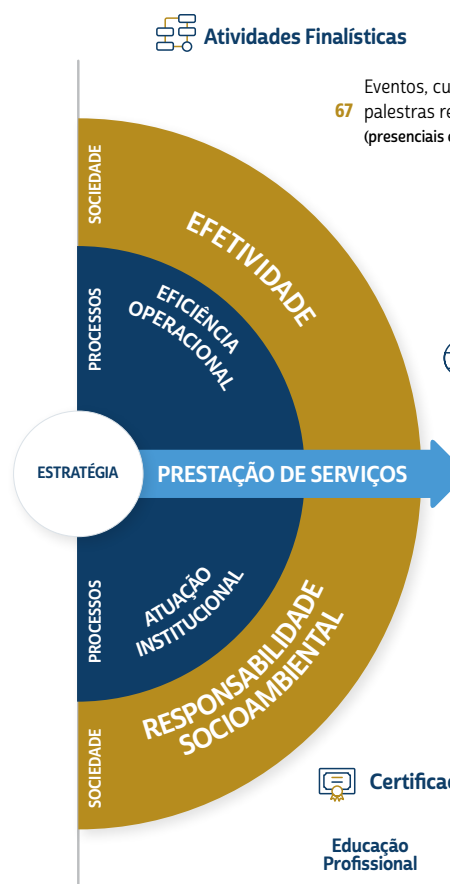 Atividades Finalísticas
Eventos, cu
67 palestras re
(presenciais
SOCIEDADE
EFETIVIDADE
PROCESSOS
EFICIÊNCIA
OPERACIONAL
ESTRATÉGIA
PRESTAÇÃO DE SERVIÇOS
PROCESSOS
ATUAÇÃO
INSTITUCIONAL
SOCIEDADE
RESPONSABILIDADE
SOCIOAMBIENTAL
Certifica
Educação
Profissional